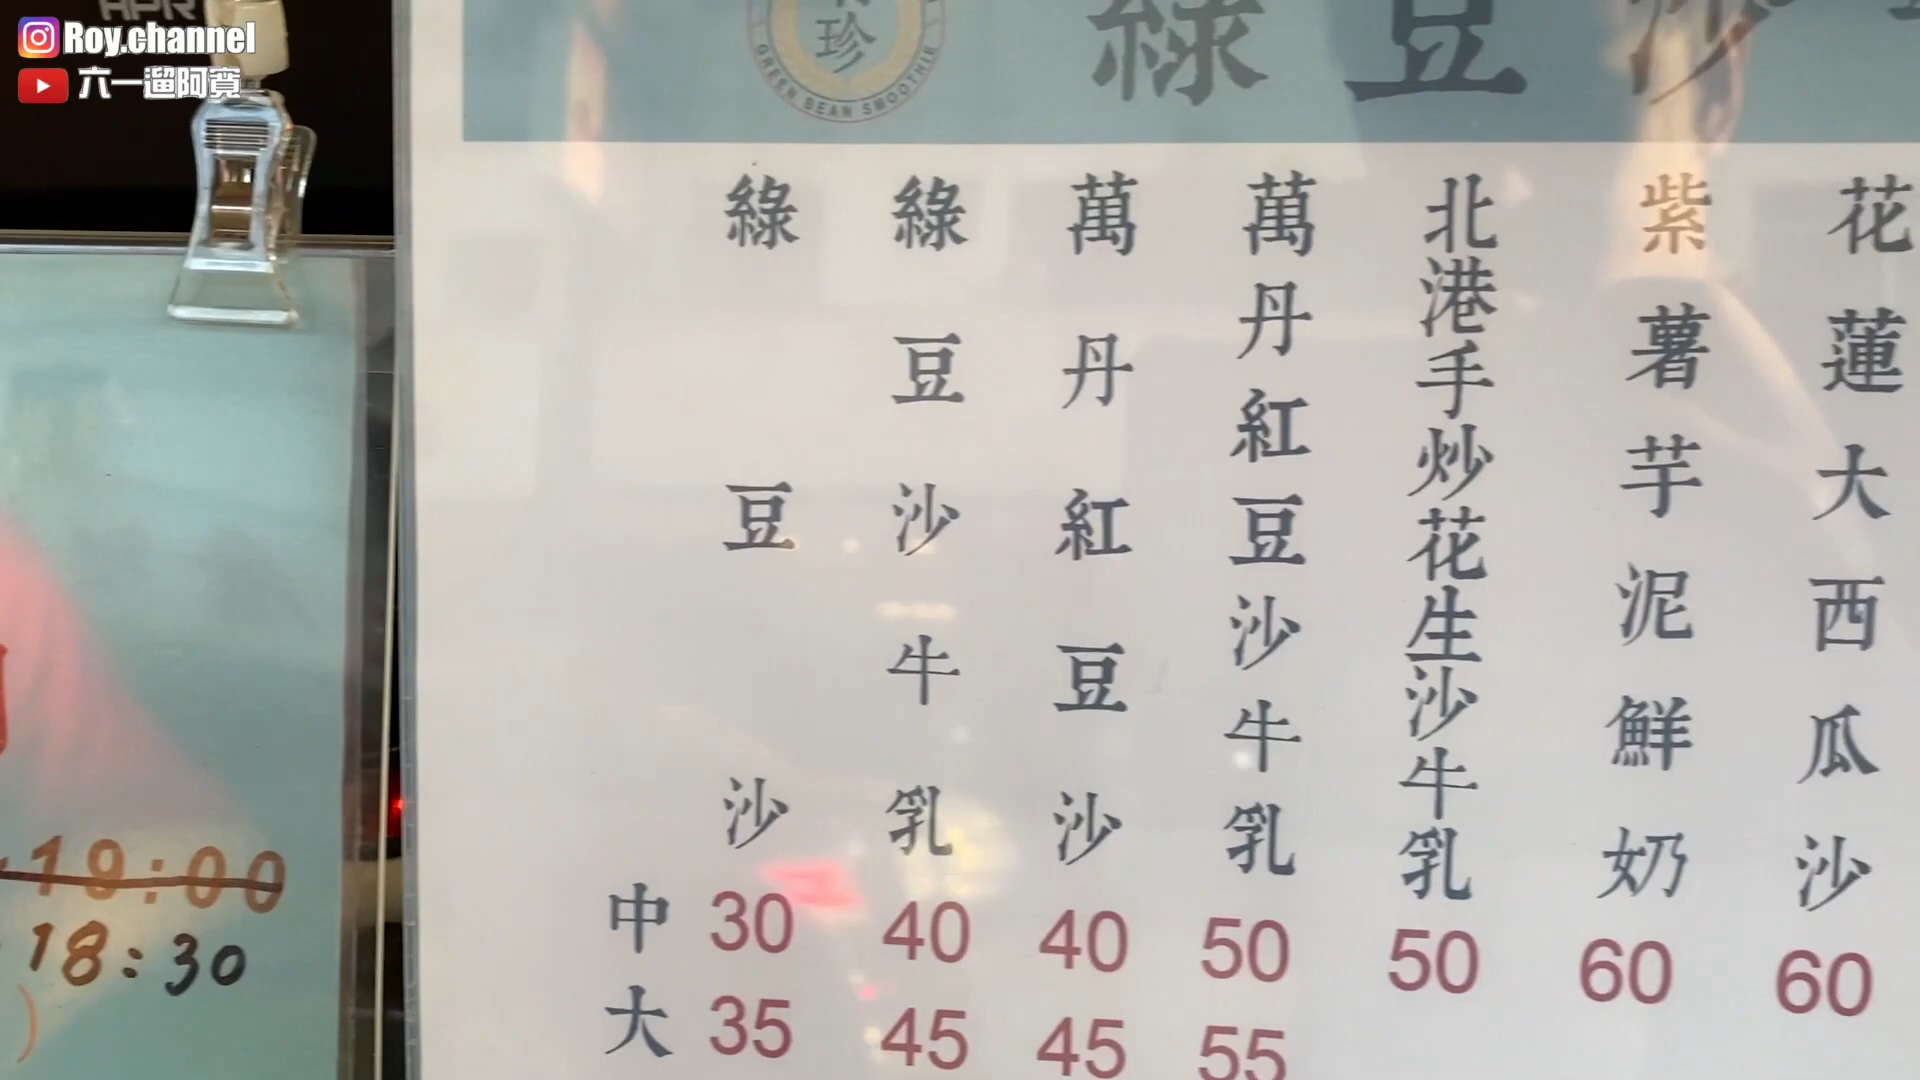 Roy.channel
六一遛阿寬
珍
GREEN BEAN SMOOTHIE
綠豆沙
綠豆沙
綠豆沙牛乳
萬丹紅豆沙
萬丹紅豆沙牛乳
北港手炒花生沙牛乳
紫薯芋泥鮮奶
花蓮大西瓜沙
中 30 40 40 50 50 60 60
大 35 45 45 55
19:00
18:30